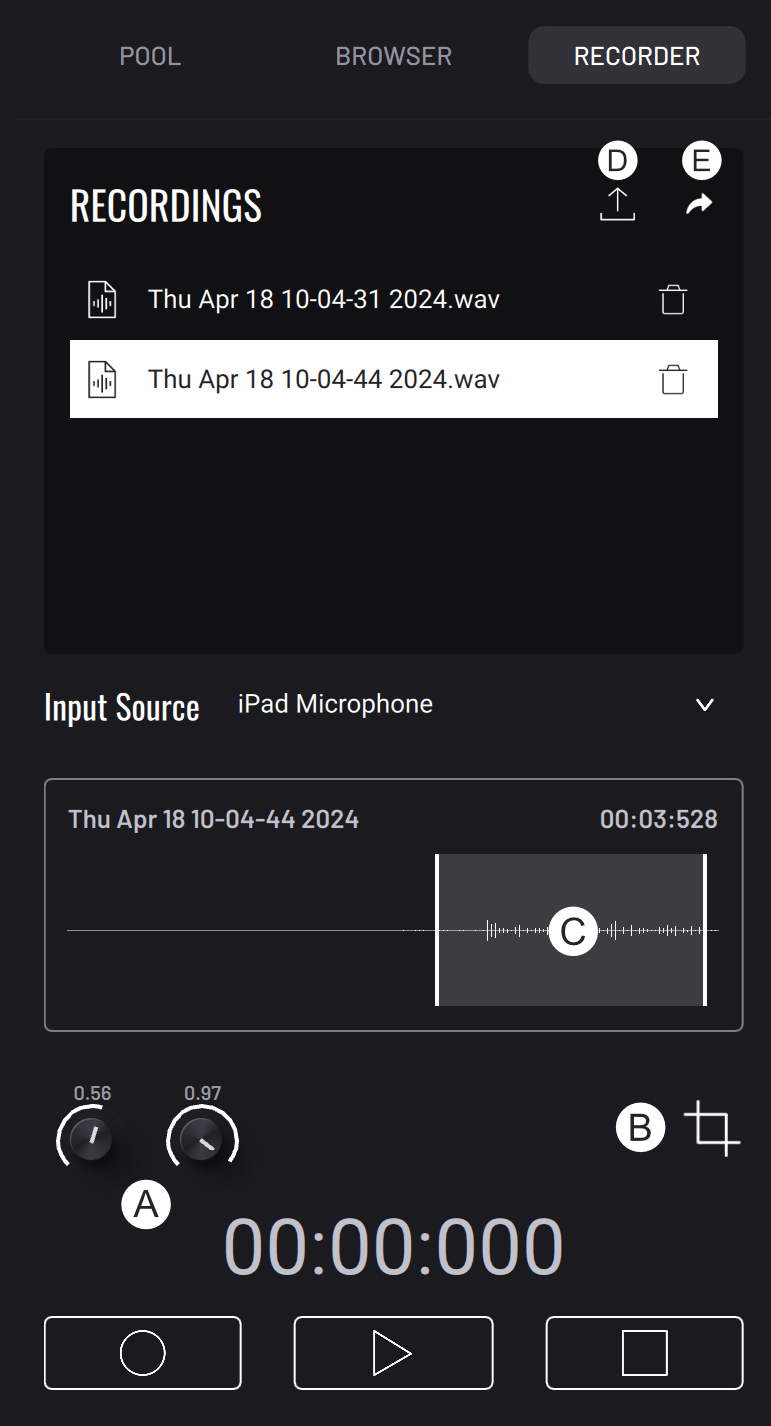 POOL BROWSER RECORDER
D E
RECORDINGS
Thu Apr 18 10-04-31 2024.wav
Thu Apr 18 10-04-44 2024.wav
Input Source iPad Microphone
Thu Apr 18 10-04-44 2024 00:03:528
C
0.56 0.97
B
A
00:00:000